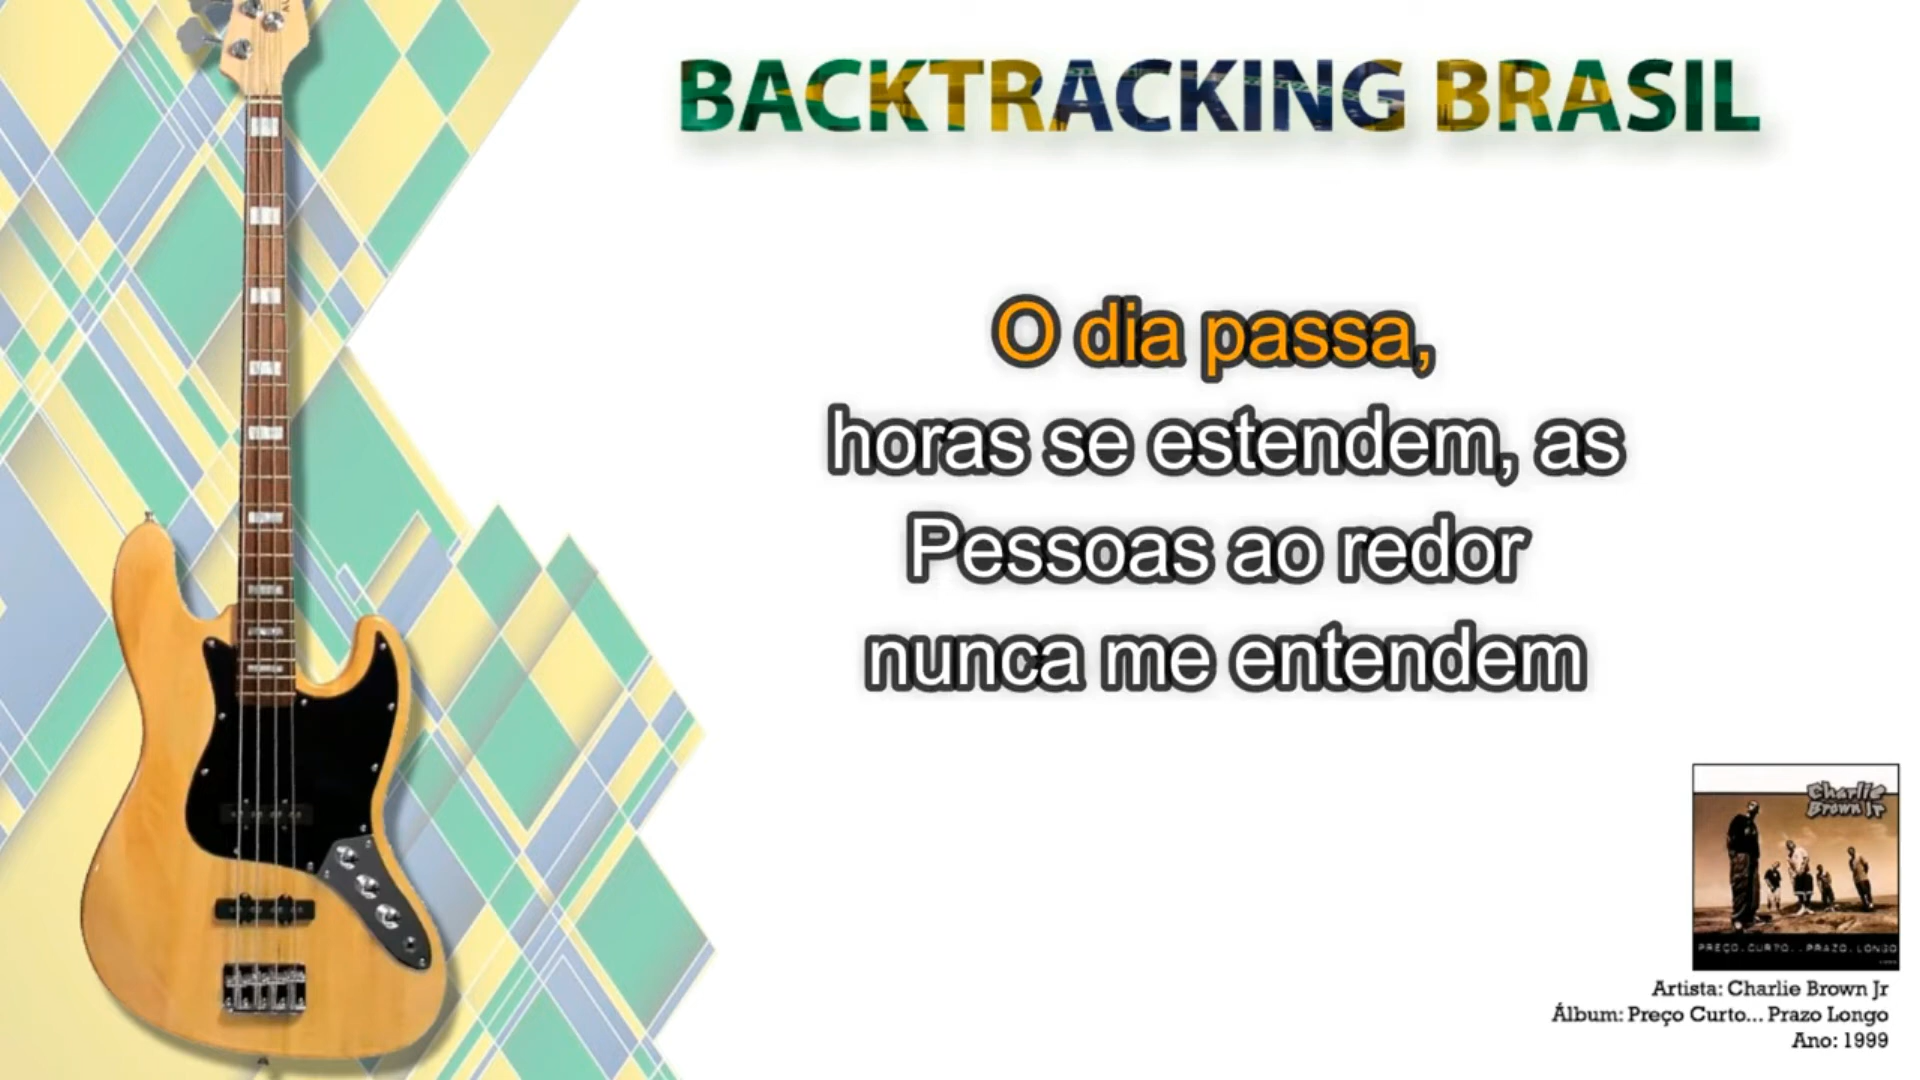 BACKTRACKING BRASIL
O dia passa,
horas se estendem, as
Pessoas ao redor
nunca me entendem
Charlie
Brown Jr
PREÇO.CURTO...PRAZO.LONGO
Artista: Charlie Brown Jr
Álbum: Preço Curto... Prazo Longo
Ano: 1999